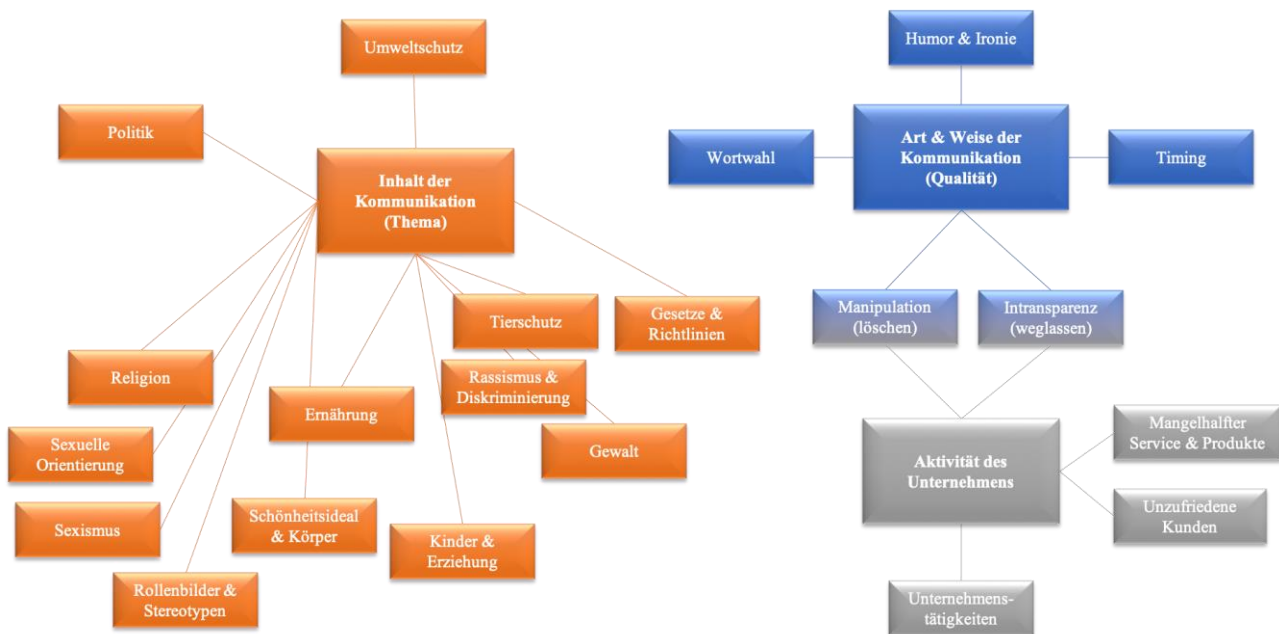 Umweltschutz
Politik
Inhalt der
Kommunikation
(Thema)
Tierschutz
Gesetze &
Richtlinien
Religion
Ernährung
Rassismus &
Diskriminierung
Sexuelle
Orientierung
Gewalt
Sexismus
Schönheitsideal
& Körper
Kinder &
Erziehung
Rollenbilder &
Stereotypen
Humor & Ironie
Wortwahl
Art & Weise der
Kommunikation
(Qualität)
Timing
Manipulation
(löschen)
Intransparenz
(weglassen)
Aktivität des
Unternehmens
Mangelhalfter
Service & Produkte
Unzufriedene
Kunden
Unternehmens-
tätigkeiten